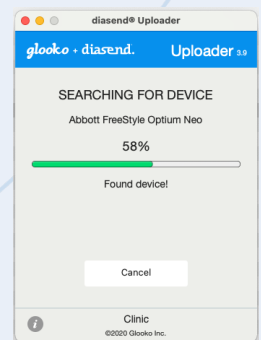 diasend® Uploader
glooko + diasend. Uploader 3.9
SEARCHING FOR DEVICE
Abbott FreeStyle Optium Neo
58%
Found device!
Cancel
i
Clinic
©2020 Glooko Inc.